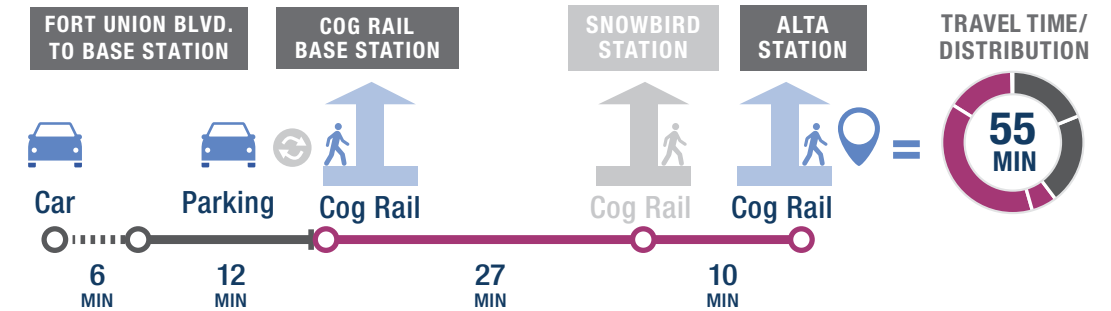 FORT UNION BLVD.
TO BASE STATION
COG RAIL
BASE STATION
SNOWBIRD
STATION
ALTA
STATION
TRAVEL TIME/
DISTRIBUTION
55
MIN
=
Car
Parking
Cog Rail
Cog Rail
Cog Rail
6
MIN
12
MIN
27
MIN
10
MIN